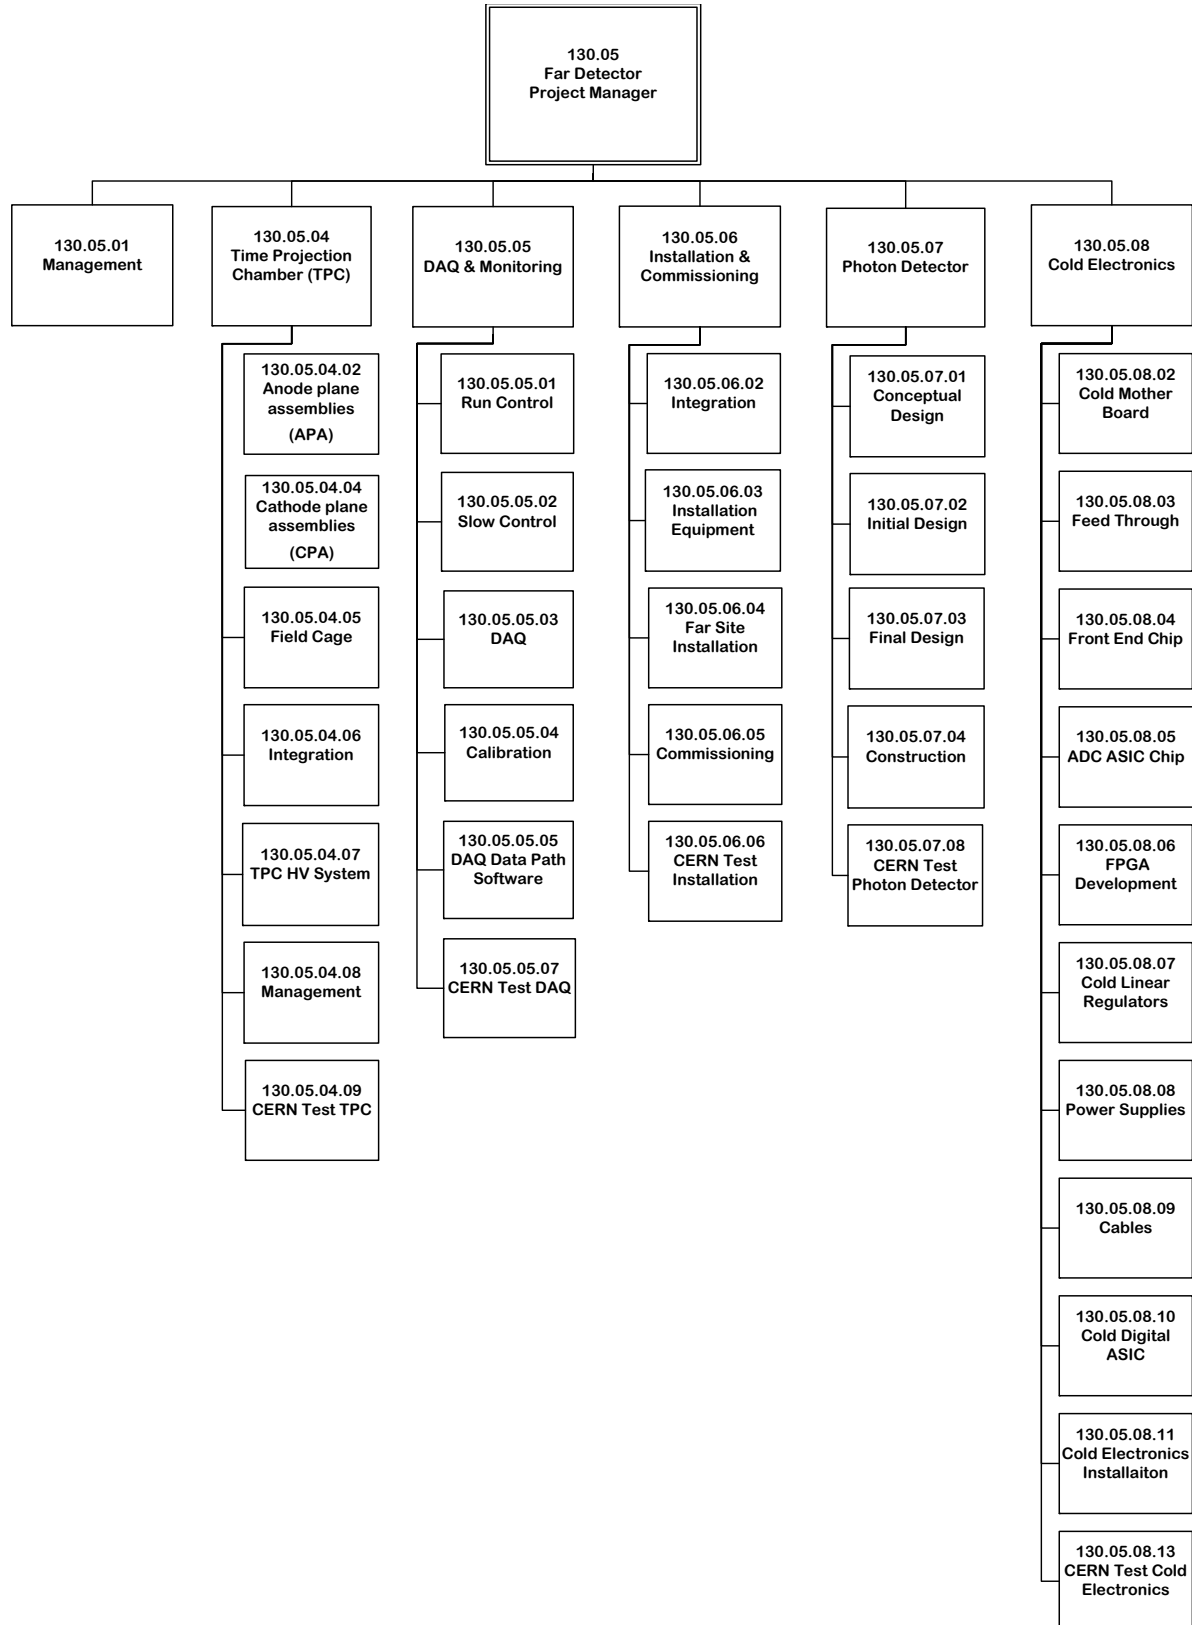 130.05
Far Detector
Project Manager
130.05.01
Management
130.05.04
Time Projection
Chamber (TPC)
130.05.05
DAQ & Monitoring
130.05.06
Installation &
Commissioning
130.05.07
Photon Detector
130.05.08
Cold Electronics
130.05.04.02
Anode plane
assemblies
(APA)
130.05.04.04
Cathode plane
assemblies
(CPA)
130.05.04.05
Field Cage
130.05.04.06
Integration
130.05.04.07
TPC HV System
130.05.04.08
Management
130.05.04.09
CERN Test TPC
130.05.05.01
Run Control
130.05.05.02
Slow Control
130.05.05.03
DAQ
130.05.05.04
Calibration
130.05.05.05
DAQ Data Path
Software
130.05.05.07
CERN Test DAQ
130.05.06.02
Integration
130.05.06.03
Installation
Equipment
130.05.06.04
Far Site
Installation
130.05.06.05
Commissioning
130.05.06.06
CERN Test
Installation
130.05.07.01
Conceptual
Design
130.05.07.02
Initial Design
130.05.07.03
Final Design
130.05.07.04
Construction
130.05.07.08
CERN Test
Photon Detector
130.05.08.02
Cold Mother
Board
130.05.08.03
Feed Through
130.05.08.04
Front End Chip
130.05.08.05
ADC ASIC Chip
130.05.08.06
FPGA
Development
130.05.08.07
Cold Linear
Regulators
130.05.08.08
Power Supplies
130.05.08.09
Cables
130.05.08.10
Cold Digital
ASIC
130.05.08.11
Cold Electronics
Installaiton
130.05.08.13
CERN Test Cold
Electronics